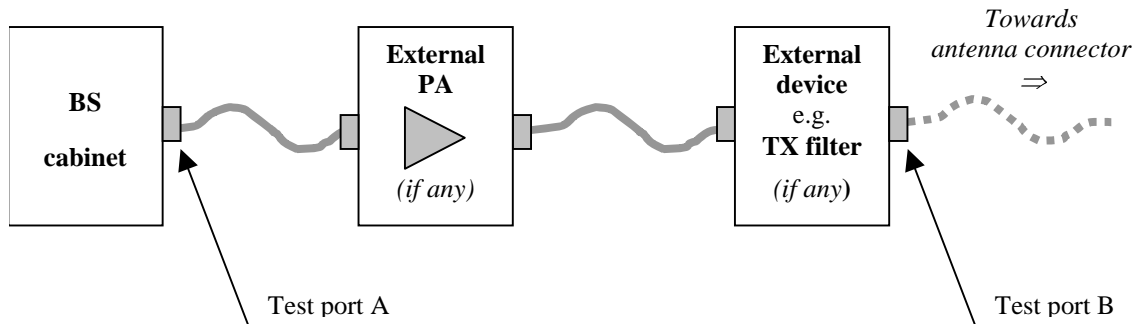 BS
cabinet
External
PA
(if any)
External
device
e.g.
TX filter
(if any)
Towards
antenna connector
⇒
Test port A
Test port B